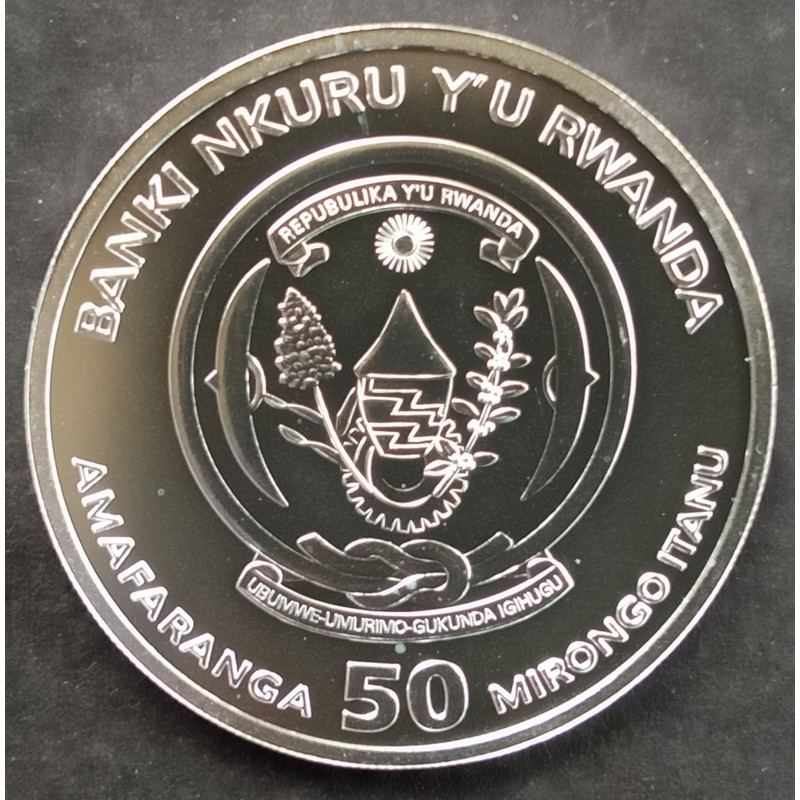 BANKI NKURU Y'U RWANDA
REPUBULIKA Y'U RWANDA
UBUMWE-UMURIMO-GUKUNDA IGIHUGU
AMAFARANGA 50 MIRONGO ITANU